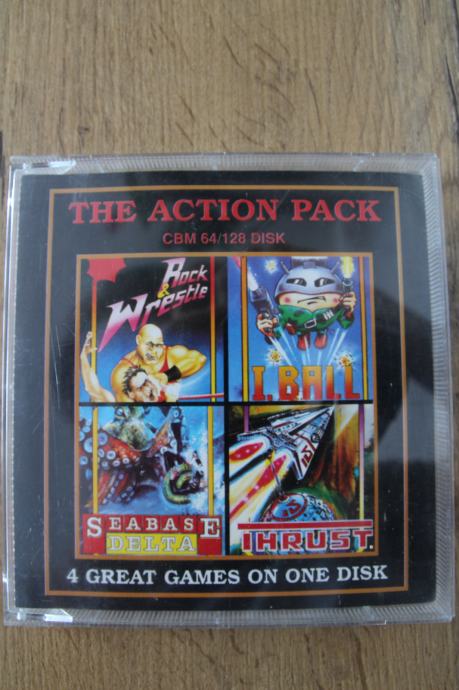 THE ACTION PACK
CBM 64/128 DISK
Rock
&
Wrestle
I, BALL
SEABASE
DELTA
THRUST.
4 GREAT GAMES ON ONE DISK